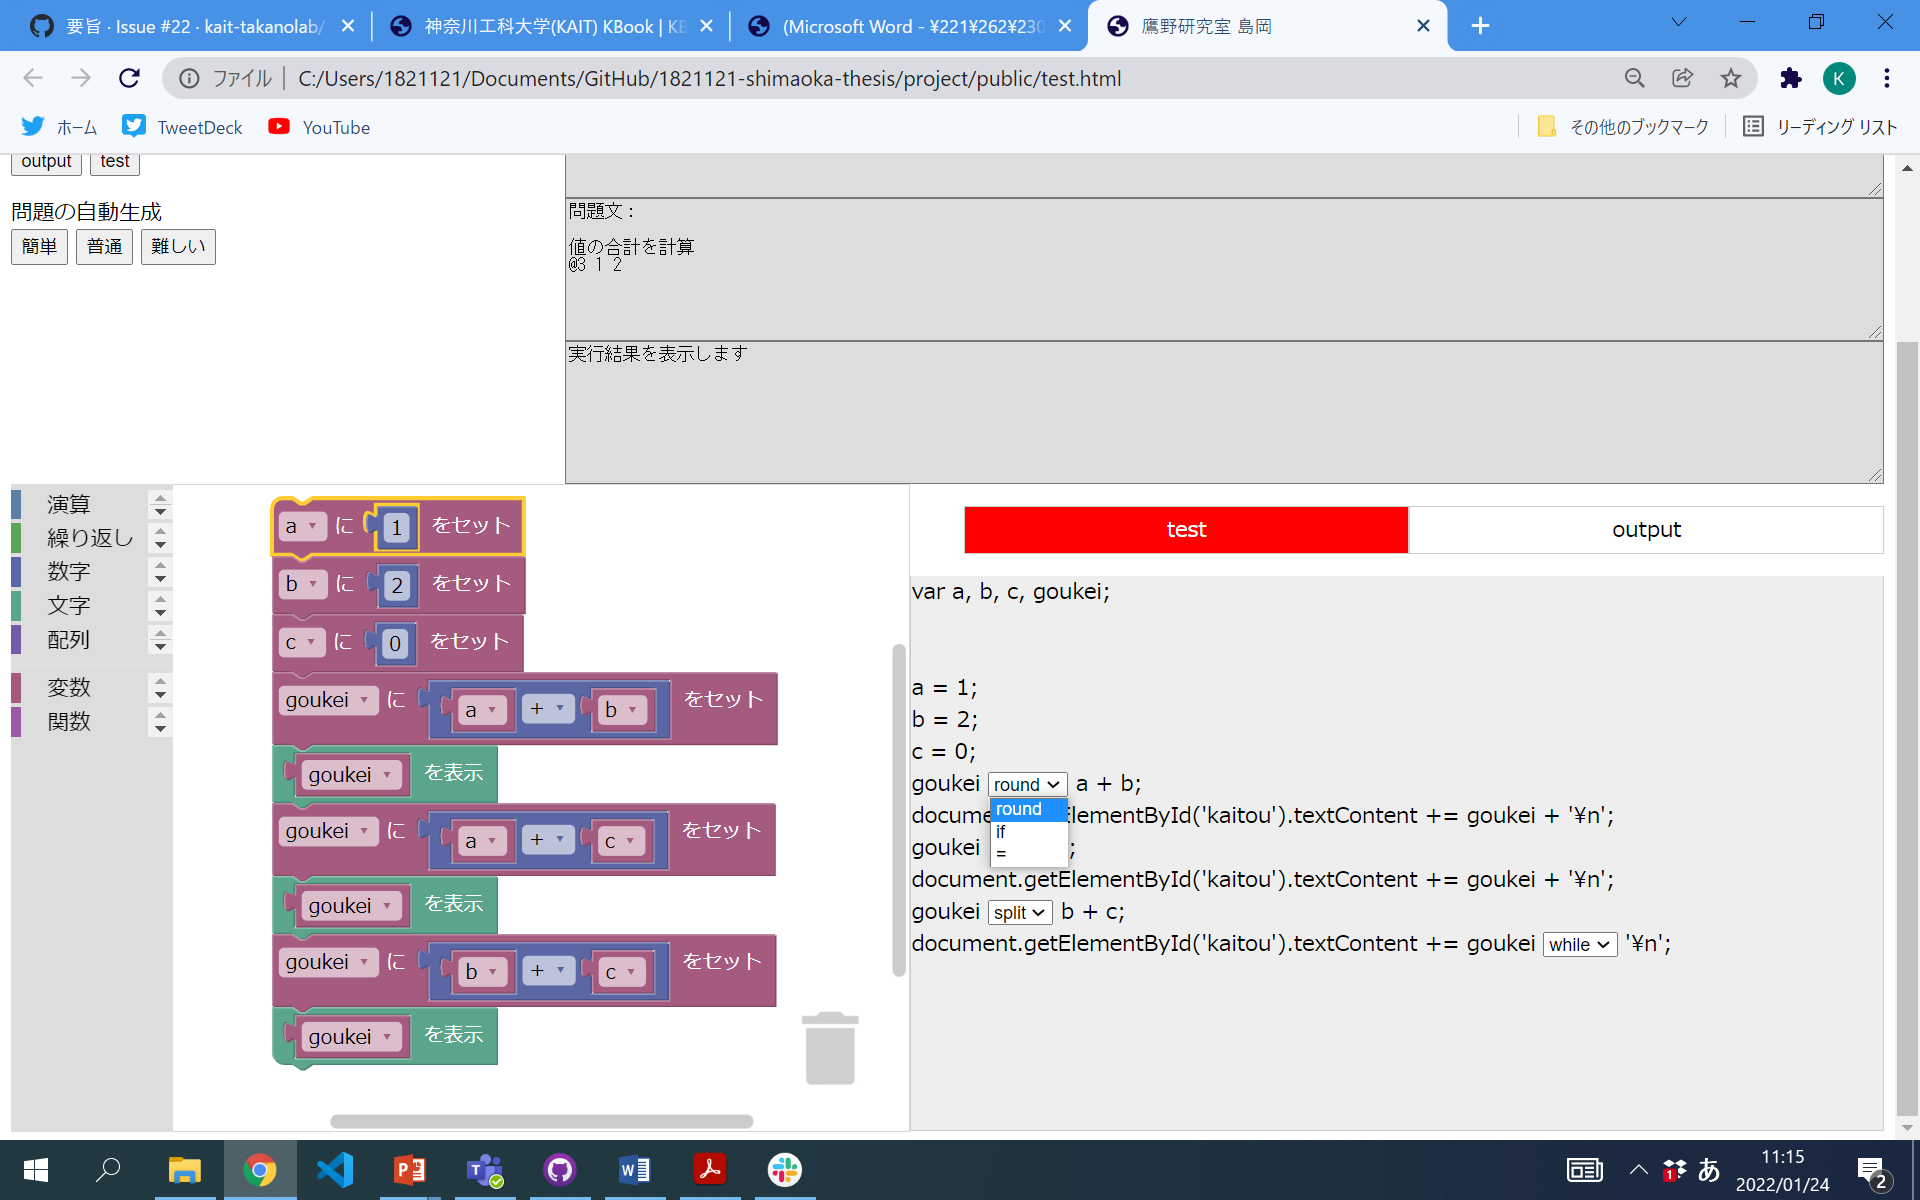 要旨 · Issue #22 · kait-takanolab/
神奈川工科大学(KAIT) KBook | KB
(Microsoft Word - ¥221¥262¥230
鷹野研究室 島岡
ファイル
C:/Users/1821121/Documents/GitHub/1821121-shimaoka-thesis/project/public/test.html
K
ホーム
TweetDeck
YouTube
その他のブックマーク
リーディング リスト
output test
問題の自動生成
簡単 普通 難しい
問題文：
値の合計を計算
@3 1 2
実行結果を表示します
演算
繰り返し
数字
文字
配列
変数
関数
a に 1 をセット
b に 2 をセット
c に 0 をセット
goukei に a + b をセット
goukei を表示
goukei に a + c をセット
goukei を表示
goukei に b + c をセット
goukei を表示
test
output
var a, b, c, goukei;
a = 1;
b = 2;
c = 0;
goukei round a + b;
round
if
=
docume
ElementById('kaitou').textContent += goukei + '¥n';
goukei ;
document.getElementById('kaitou').textContent += goukei + '¥n';
goukei split b + c;
document.getElementById('kaitou').textContent += goukei while '¥n';
あ
11:15
2022/01/24
1
2